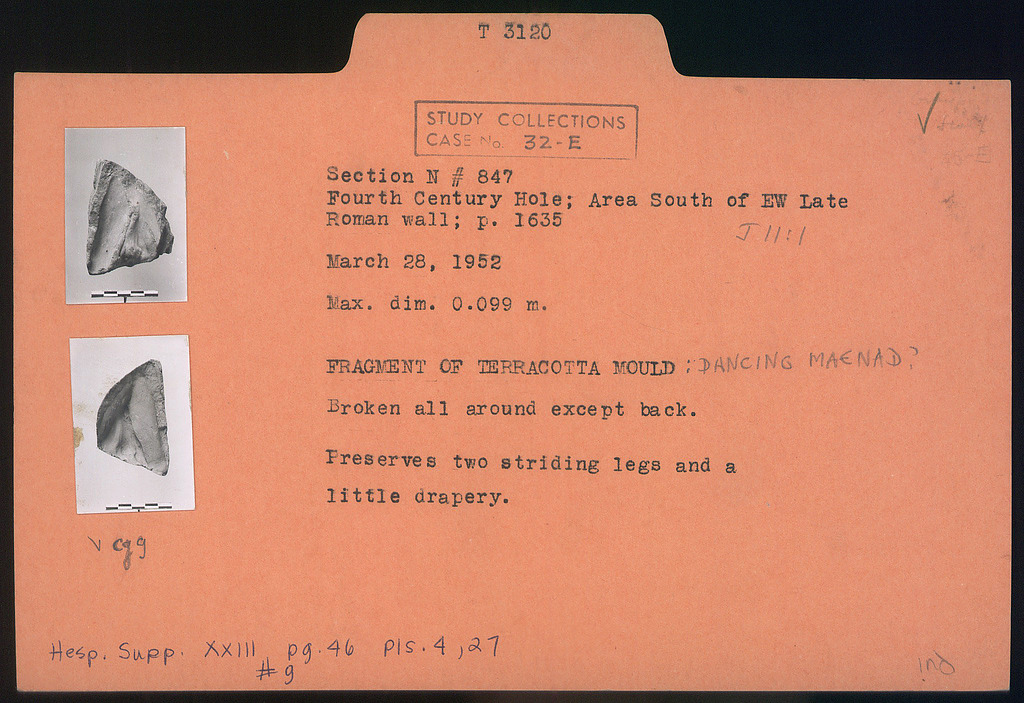 T 3120
STUDY COLLECTIONS
CASE No. 32-E
Section N # 847
Fourth Century Hole; Area South of EW Late
Roman wall; p. 1635
J 11:1
March 28, 1952
Max. dim. 0.099 m.
FRAGMENT OF TERRACOTTA MOULD : DANCING MAENAD?
Broken all around except back.
Preserves two striding legs and a
little drapery.
Hesp. Supp. XXIII pg. 46 pls. 4, 27
# 9